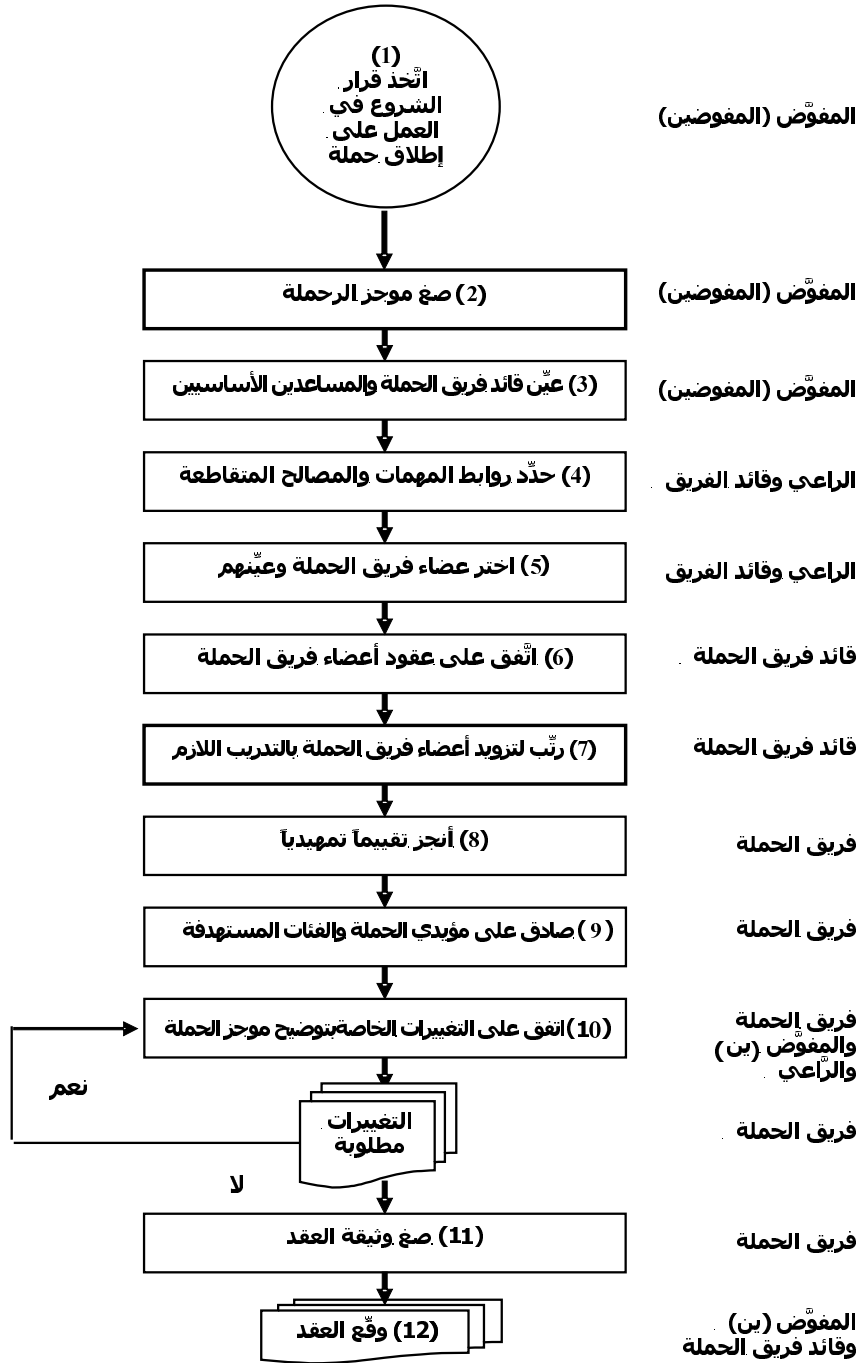 (1)
اتَّخذ قرار
الشروع في
العمل على
إطلاق حملة
المفوَّض (المفوضين)
(2) صغ موجز الرحملة
المفوَّض (المفوضين)
(3) عيِّن قائد فريق الحملة والمساعدين الأساسيين
المفوَّض (المفوضين)
(4) حدِّد روابط المهمات والمصالح المتقاطعة
الراعي وقائد الفريق
(5) اختر عضاء فريق الحملة وعيِّنهم
الراعي وقائد الفريق
(6) اتَّفق على عقود أعضاء فريق الحملة
قائد فريق الحملة
(7) رتِّب لتزويد أعضاء فريق الحملة بالتدريب اللازم
قائد فريق الحملة
(8) أنجز تقييماً تمهيدياً
فريق الحملة
(9) صادق على مؤيدي الحملة والفئات المستهدفة
فريق الحملة
(10) اتفق على التغييرات الخاصة بتوضيح موجز الحملة
فريق الحملة
والمفوَّض (ين)
والرَّاعي
نعم
التغييرات
مطلوبة
فريق الحملة
لا
(11) صغ وثيقة العقد
فريق الحملة
(12) وقِّع العقد
المفوَّض (ين)
وقائد فريق الحملة